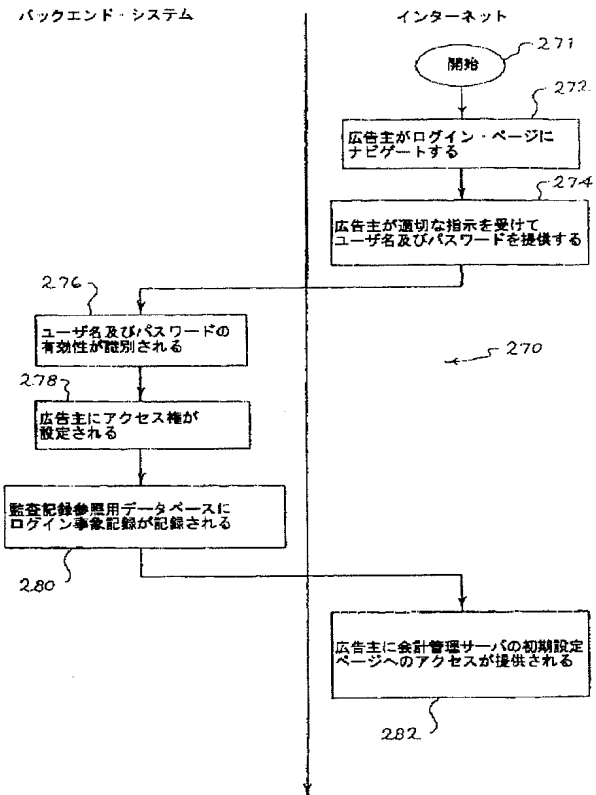 バックエンド・システム
インターネット
開始
271
272
広告主がログイン・ページに
ナビゲートする
274
広告主が適切な指示を受けて
ユーザ名及びパスワードを提供する
276
ユーザ名及びパスワードの
有効性が識別される
270
278
広告主にアクセス権が
設定される
監査記録参照用データベースに
ログイン事象記録が記録される
280
広告主に会計管理サーバの初期設定
ページへのアクセスが提供される
282